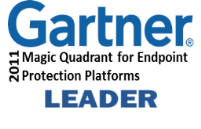 Gartner®
2011
Magic Quadrant for Endpoint
Protection Platforms
LEADER